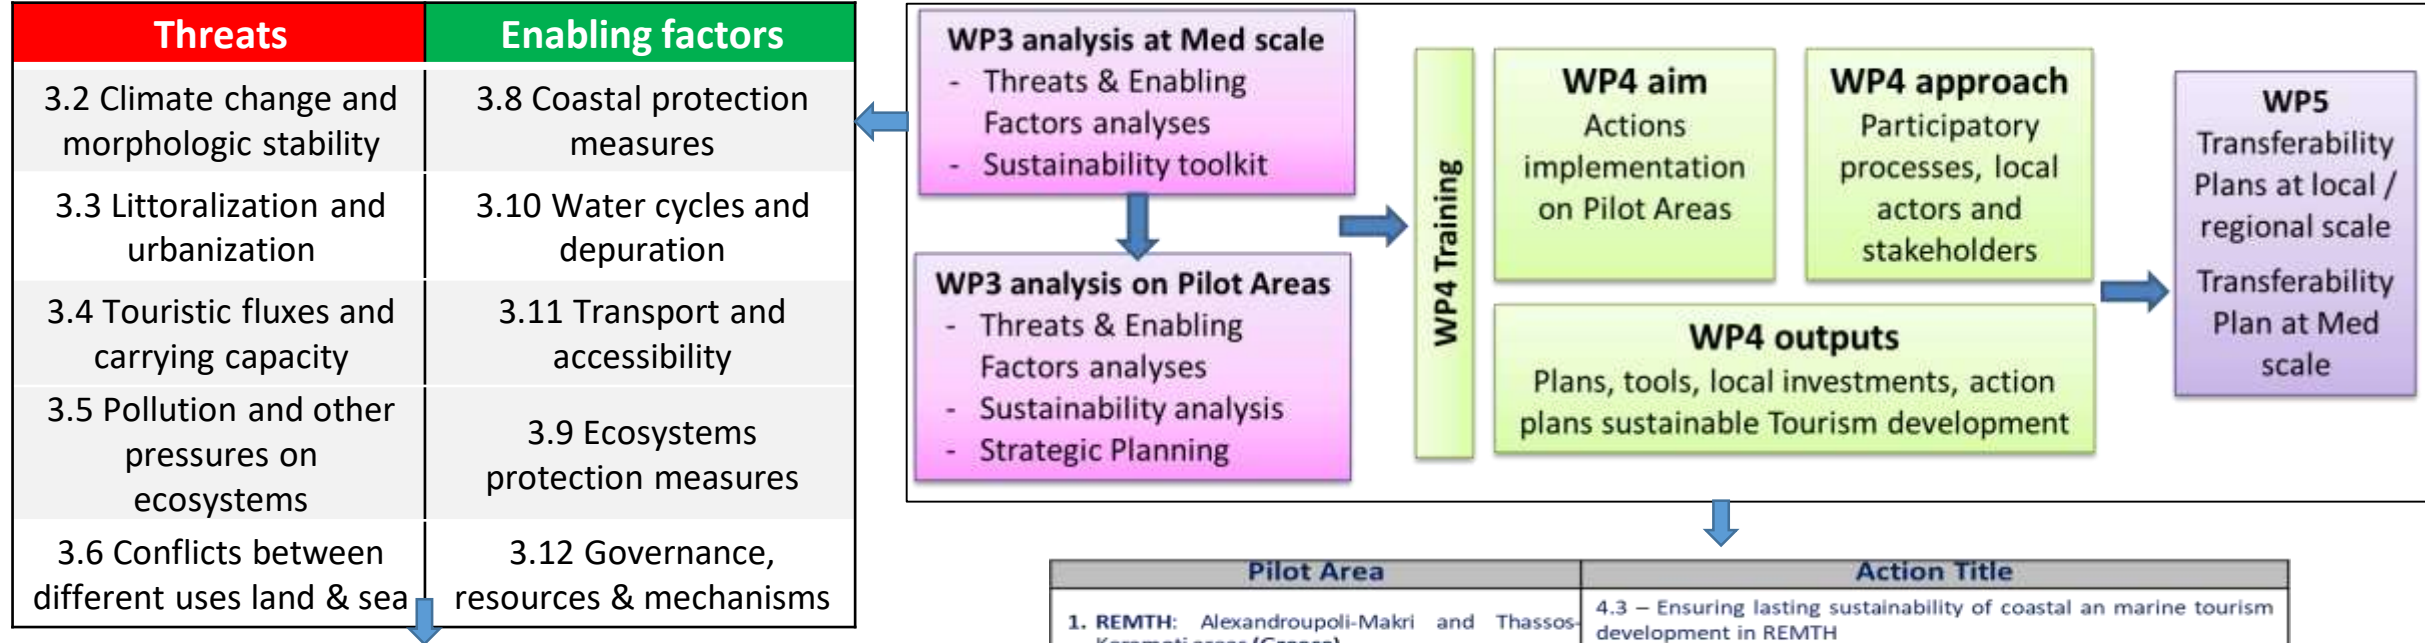 Threats
Enabling factors
3.2 Climate change and
morphologic stability
3.8 Coastal protection
measures
3.3 Littoralization and
urbanization
3.10 Water cycles and
depuration
3.4 Touristic fluxes and
carrying capacity
3.11 Transport and
accessibility
3.5 Pollution and other
pressures on
ecosystems
3.9 Ecosystems
protection measures
3.6 Conflicts between
different uses land & sea
3.12 Governance,
resources & mechanisms
WP3 analysis at Med scale
- Threats & Enabling
Factors analyses
- Sustainability toolkit
WP3 analysis on Pilot Areas
- Threats & Enabling
Factors analyses
- Sustainability analysis
- Strategic Planning
WP4 Training
WP4 aim
Actions
implementation
on Pilot Areas
WP4 approach
Participatory
processes, local
actors and
stakeholders
WP4 outputs
Plans, tools, local investments, action
plans sustainable Tourism development
WP5
Transferability
Plans at local /
regional scale
Transferability
Plan at Med
scale
Pilot Area
Action Title
1. REMTH: Alexandroupoli-Makri and Thassos-
4.3 – Ensuring lasting sustainability of coastal an marine tourism
development in REMTH